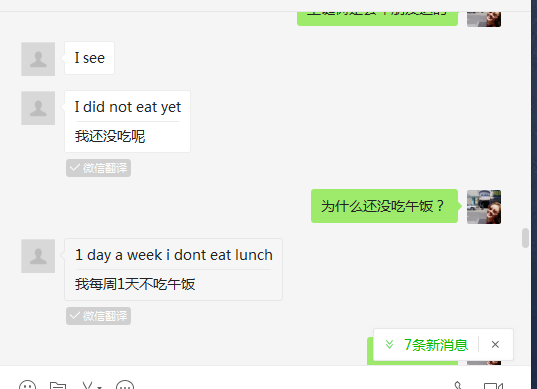 I see
I did not eat yet
我还没吃呢
微信翻译
为什么还没吃午饭？
1 day a week i dont eat lunch
我每周1天不吃午饭
微信翻译
7条新消息